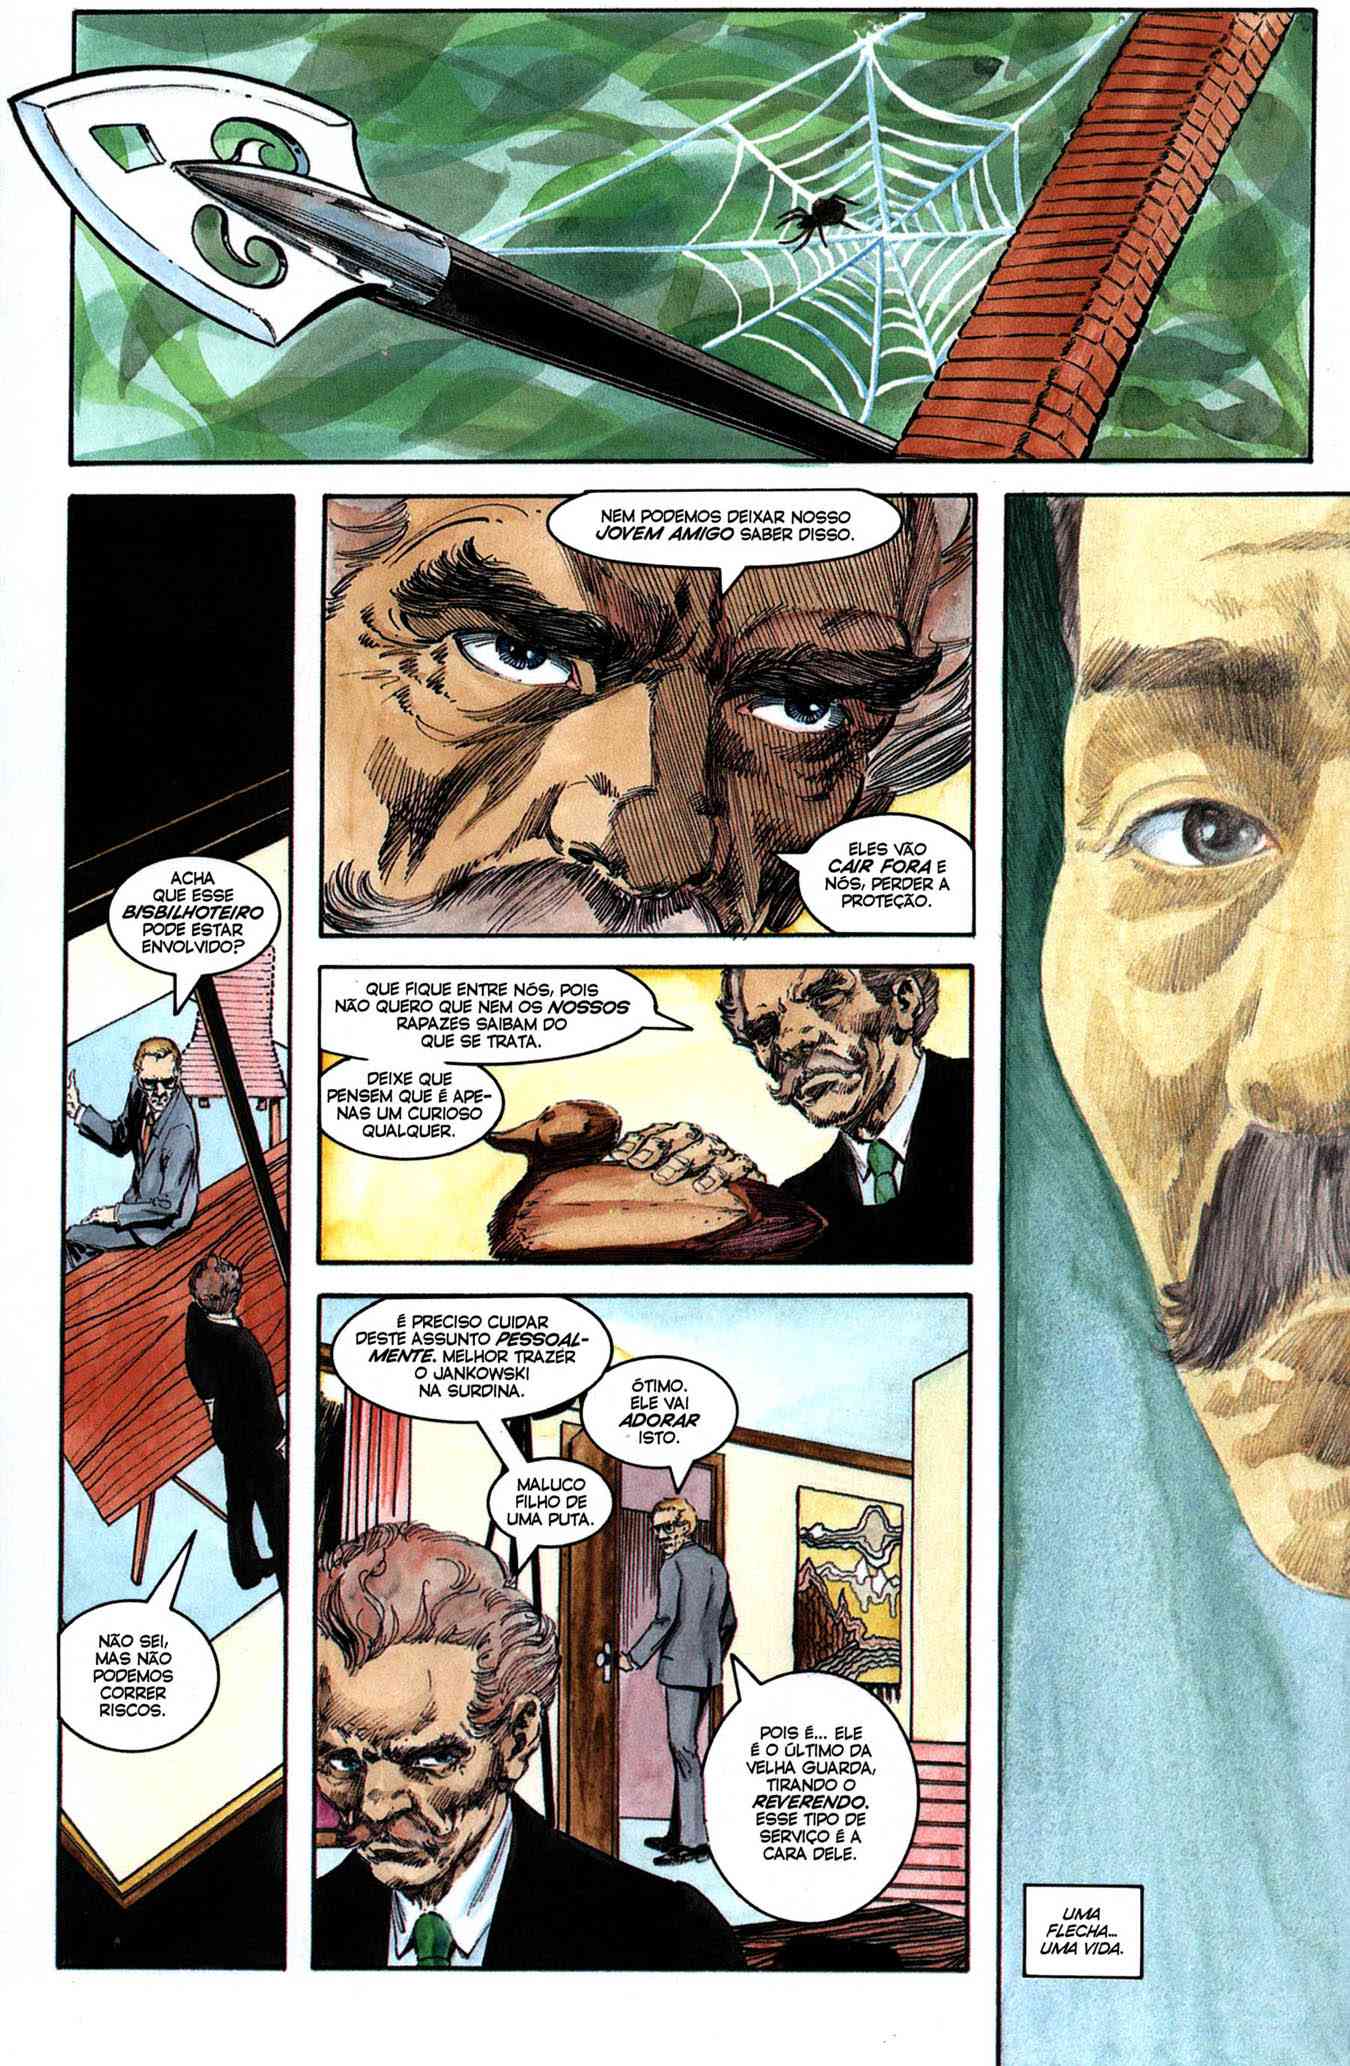 ACHA
QUE ESSE
BISBILHOTEIRO
PODE ESTAR
ENVOLVIDO?
NÃO SEI,
MAS NÃO
PODEMOS
CORRER
RISCOS.
NEM PODEMOS DEIXAR NOSSO
JOVEM AMIGO SABER DISSO.
ELES VÃO
CAIR FORA E
NÓS, PERDER A
PROTEÇÃO.
QUE FIQUE ENTRE NÓS, POIS
NÃO QUERO QUE NEM OS NOSSOS
RAPAZES SAIBAM DO
QUE SE TRATA.
DEIXE QUE
PENSEM QUE É APE-
NAS UM CURIOSO
QUALQUER.
É PRECISO CUIDAR
DESTE ASSUNTO PESSOAL-
MENTE. MELHOR TRAZER
O JANKOWSKI
NA SURDINA.
ÓTIMO.
ELE VAI
ADORAR
ISTO.
MALUCO
FILHO DE
UMA PUTA.
POIS É... ELE
É O ÚLTIMO DA
VELHA GUARDA,
TIRANDO O
REVERENDO.
ESSE TIPO DE
SERVIÇO É A
CARA DELE.
UMA
FLECHA...
UMA VIDA.